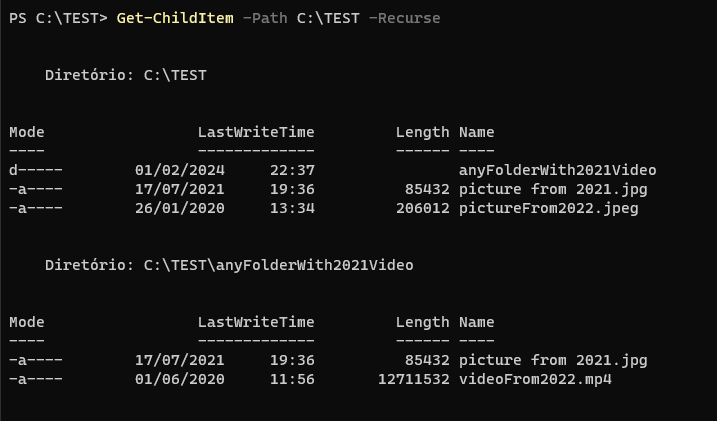 PS C:\TEST> Get-ChildItem -Path C:\TEST -Recurse
Diretório: C:\TEST
Mode LastWriteTime Length Name
---- ------------- ------ ----
d----- 01/02/2024 22:37 anyFolderWith2021Video
-a---- 17/07/2021 19:36 85432 picture from 2021.jpg
-a---- 26/01/2020 13:34 206012 pictureFrom2022.jpeg
Diretório: C:\TEST\anyFolderWith2021Video
Mode LastWriteTime Length Name
---- ------------- ------ ----
-a---- 17/07/2021 19:36 85432 picture from 2021.jpg
-a---- 01/06/2020 11:56 12711532 videoFrom2022.mp4